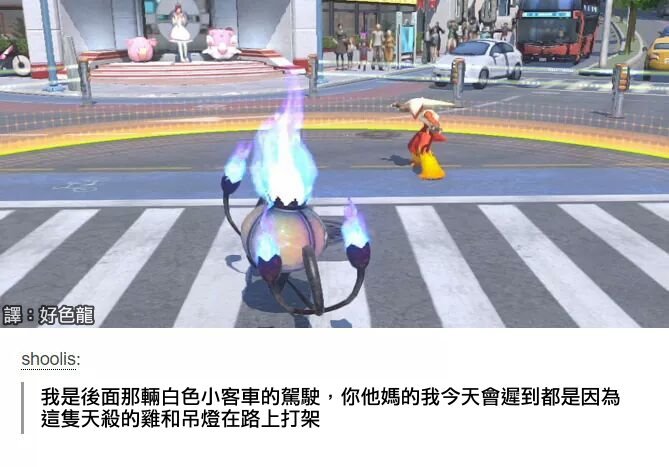 譯：好色龍
shoolis:
我是後面那輛白色小客車的駕駛，你他媽的我今天會遲到都是因為
這隻天殺的雞和吊燈在路上打架